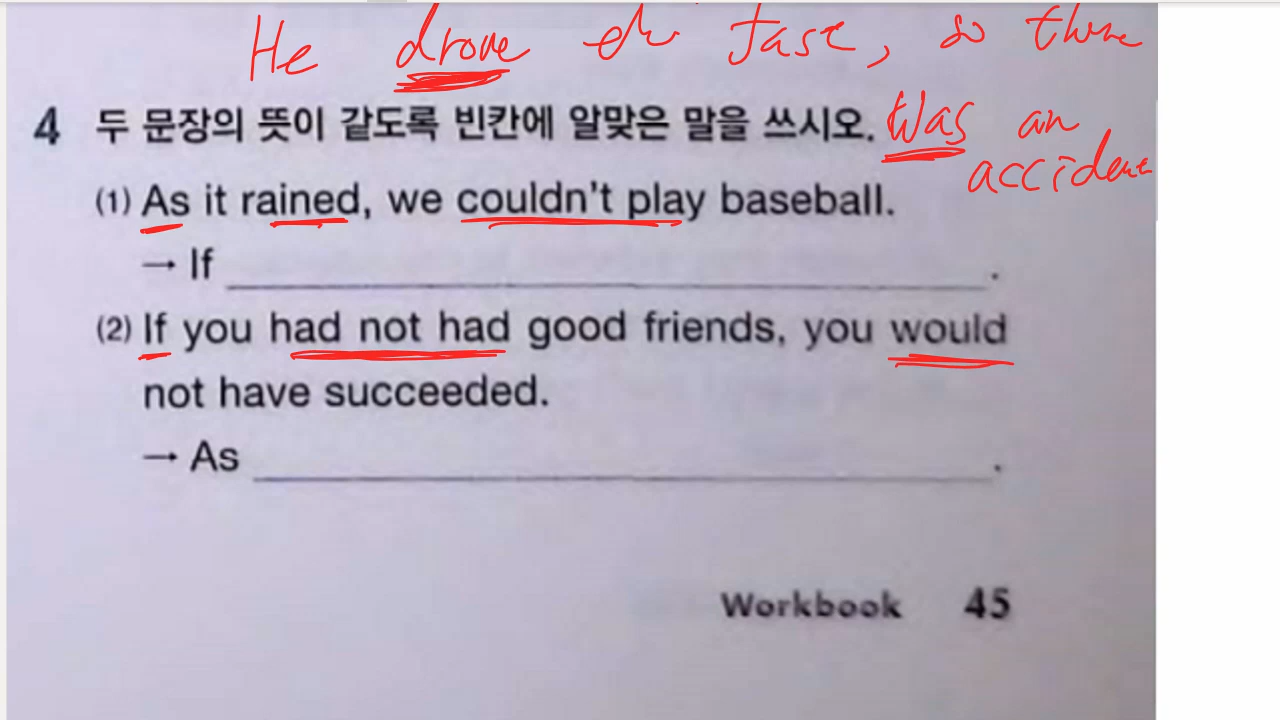 He drove fast, so there
4 두 문장의 뜻이 같도록 빈칸에 알맞은 말을 쓰시오. was an
accident
(1) As it rained, we couldn't play baseball.
→ If .
(2) If you had not had good friends, you would
not have succeeded.
→ As .
Workbook 45